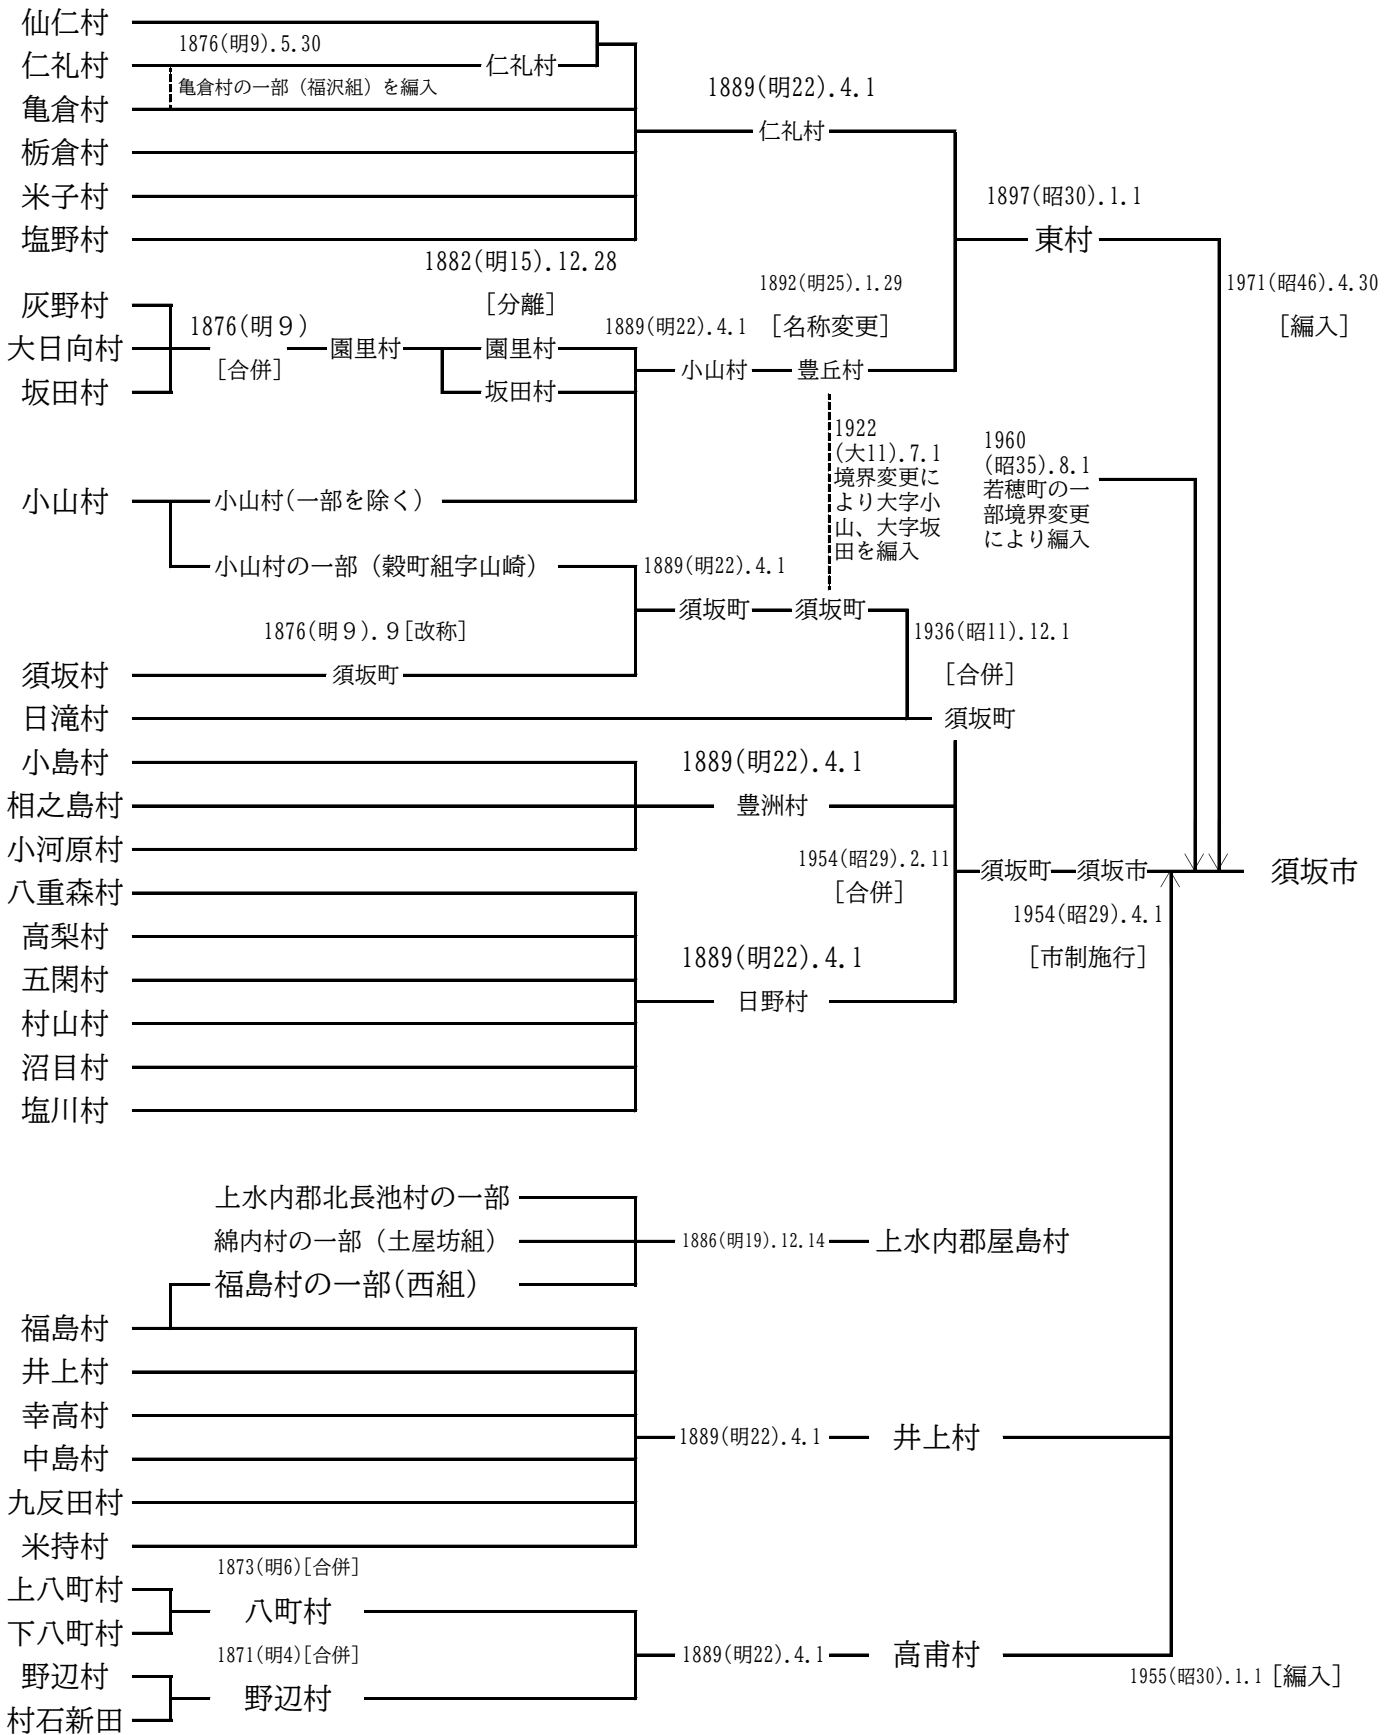 仙仁村
1876(明9).5.30
仁礼村
仁礼村
亀倉村の一部（福沢組）を編入
1889(明22).4.1
亀倉村
仁礼村
栃倉村
米子村
1897(昭30).1.1
塩野村
東村
1882(明15).12.28
1892(明25).1.29
1971(昭46).4.30
灰野村
[分離]
1876(明９)
1889(明22).4.1
[名称変更]
[編入]
大日向村
園里村
園里村
[合併]
小山村
豊丘村
坂田村
坂田村
1922
(大11).7.1
境界変更に
より大字小
山、大字坂
田を編入
1960
(昭35).8.1
若穂町の一
部境界変更
により編入
小山村
小山村(一部を除く)
小山村の一部（穀町組字山崎）
1889(明22).4.1
須坂町
須坂町
1876(明９).９[改称]
1936(昭11).12.1
須坂村
須坂町
[合併]
日滝村
須坂町
小島村
1889(明22).4.1
相之島村
豊洲村
小河原村
1954(昭29).2.11
須坂町
須坂市
須坂市
八重森村
[合併]
1954(昭29).4.1
高梨村
1889(明22).4.1
[市制施行]
五閑村
日野村
村山村
沼目村
塩川村
上水内郡北長池村の一部
綿内村の一部（土屋坊組）
1886(明19).12.14
上水内郡屋島村
福島村の一部(西組)
福島村
井上村
幸高村
1889(明22).4.1
井上村
中島村
九反田村
米持村
1873(明6)[合併]
上八町村
八町村
下八町村
1871(明4)[合併]
1889(明22).4.1
高甫村
野辺村
1955(昭30).1.1 [編入]
野辺村
村石新田